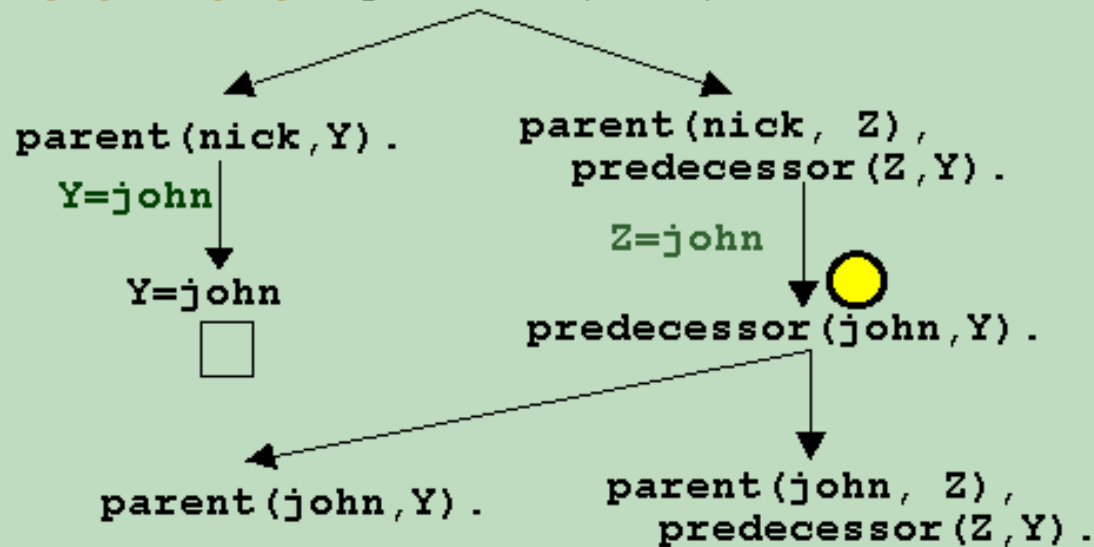 parent(nick,Y).
parent(nick, Z),
predecessor(Z,Y).
Y=john
Z=john
Y=john
predecessor(john,Y).
parent(john,Y).
parent(john, Z),
predecessor(Z,Y).